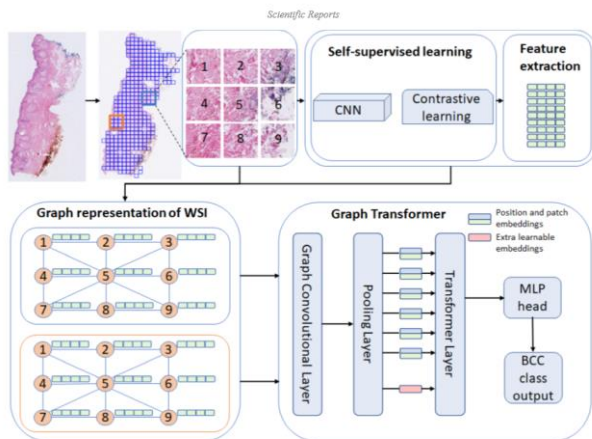 Scientific Reports
Self-supervised learning
Feature
extraction
1 2 3
4 5 6
7 8 9
CNN
Contrastive
learning
Graph representation of WSI
1 2 3
4 5 6
7 8 9
1 2 3
4 5 6
7 8 9
Graph Transformer
Position and patch
embeddings
Extra learnable
embeddings
Graph Convolutional Layer
Pooling Layer
Transformer Layer
MLP
head
BCC
class
output